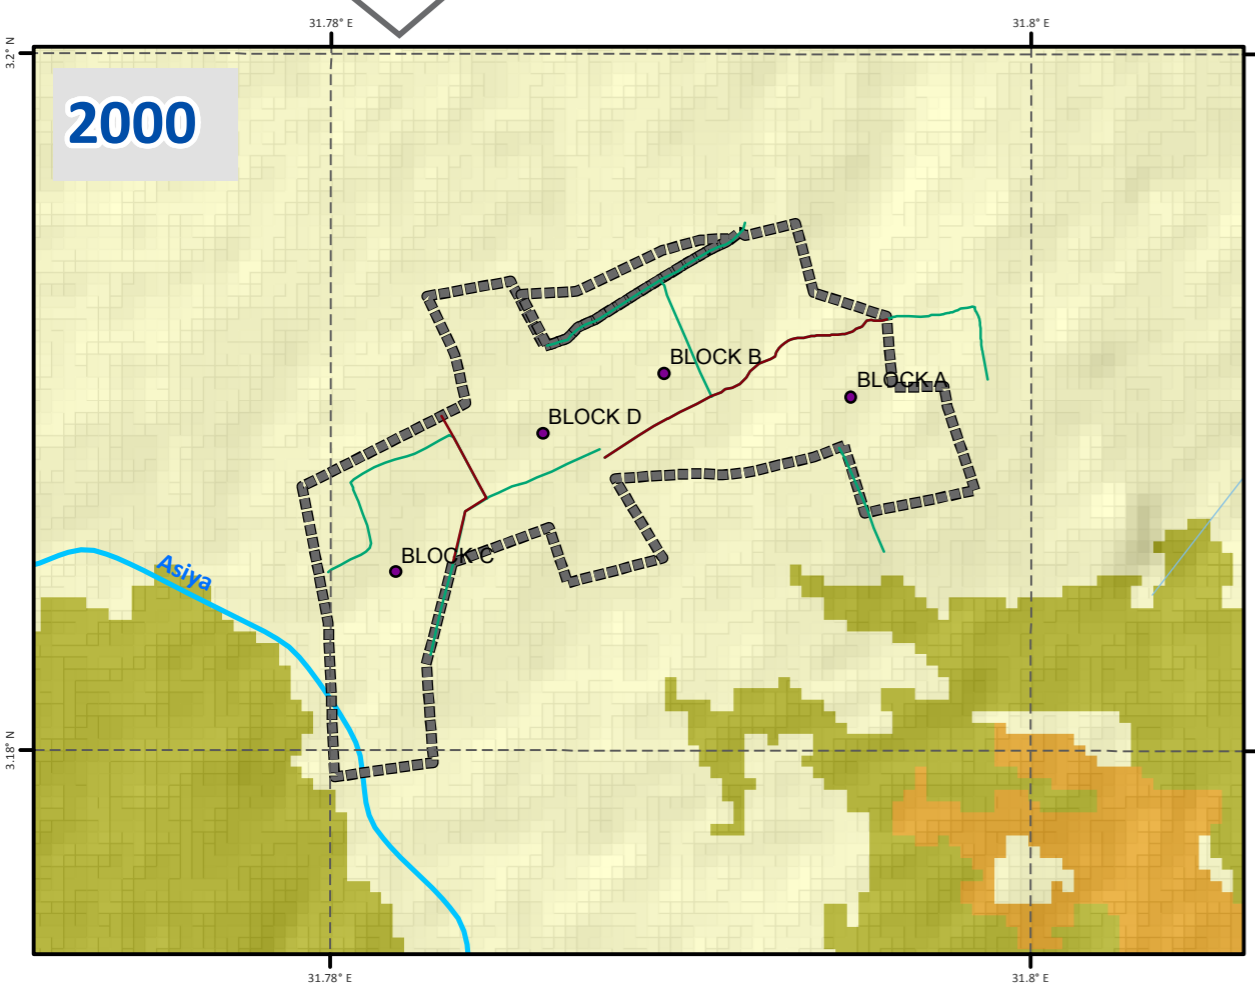 31.78° E
31.8° E
3.2° N
2000
BLOCK B
BLOCK A
BLOCK D
BLOCK C
Asiya
3.18° N
31.78° E
31.8° E